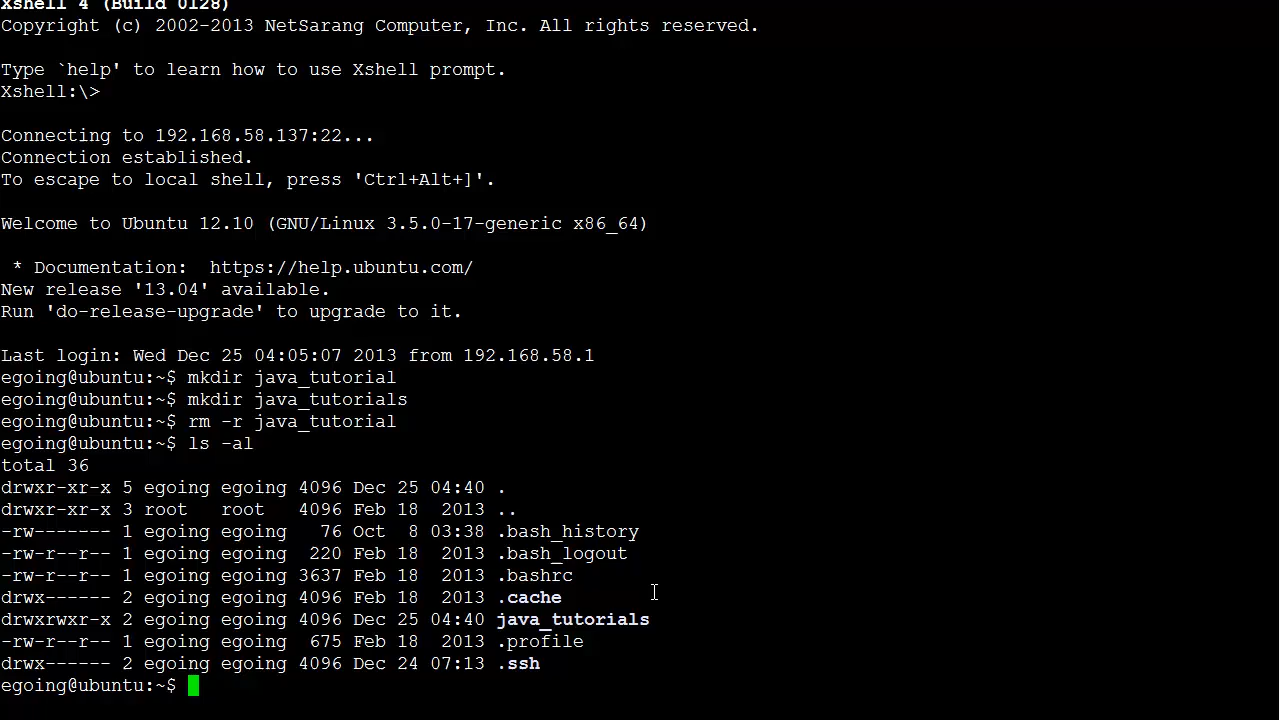 Xshell 4 (Build 0128)
Copyright (c) 2002-2013 NetSarang Computer, Inc. All rights reserved.
Type `help' to learn how to use Xshell prompt.
Xshell:\>
Connecting to 192.168.58.137:22...
Connection established.
To escape to local shell, press 'Ctrl+Alt+]'.
Welcome to Ubuntu 12.10 (GNU/Linux 3.5.0-17-generic x86_64)
* Documentation:  https://help.ubuntu.com/
New release '13.04' available.
Run 'do-release-upgrade' to upgrade to it.
Last login: Wed Dec 25 04:05:07 2013 from 192.168.58.1
egoing@ubuntu:~$ mkdir java_tutorial
egoing@ubuntu:~$ mkdir java_tutorials
egoing@ubuntu:~$ rm -r java_tutorial
egoing@ubuntu:~$ ls -al
total 36
drwxr-xr-x 5 egoing egoing 4096 Dec 25 04:40 .
drwxr-xr-x 3 root   root   4096 Feb 18  2013 ..
-rw------- 1 egoing egoing   76 Oct  8 03:38 .bash_history
-rw-r--r-- 1 egoing egoing  220 Feb 18  2013 .bash_logout
-rw-r--r-- 1 egoing egoing 3637 Feb 18  2013 .bashrc
drwx------ 2 egoing egoing 4096 Feb 18  2013 .cache
drwxrwxr-x 2 egoing egoing 4096 Dec 25 04:40 java_tutorials
-rw-r--r-- 1 egoing egoing  675 Feb 18  2013 .profile
drwx------ 2 egoing egoing 4096 Dec 24 07:13 .ssh
egoing@ubuntu:~$